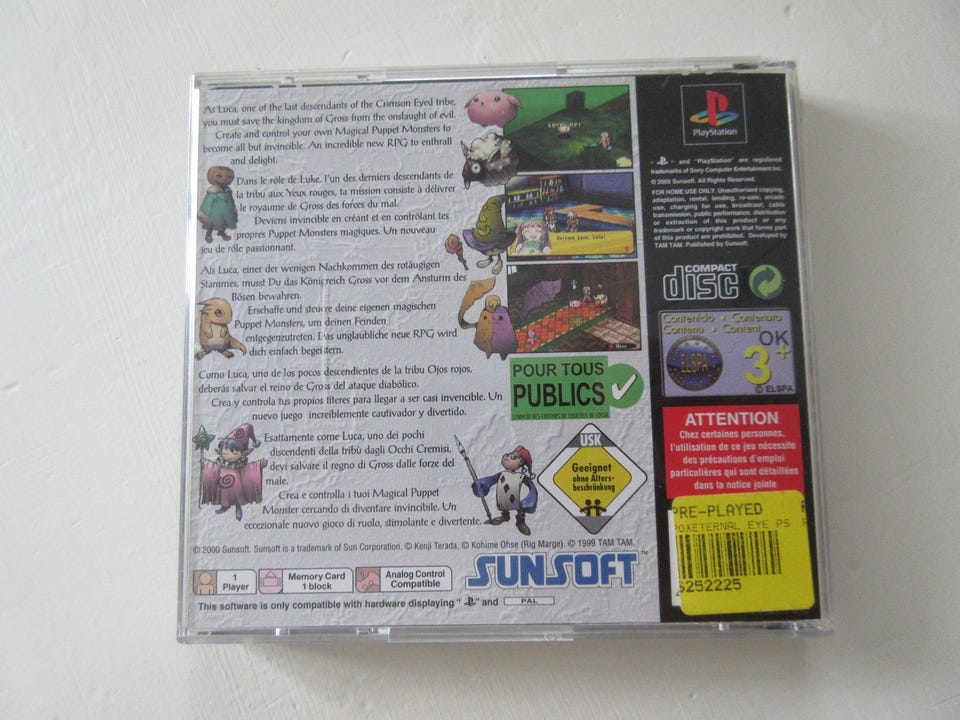 As Luca, one of the last descendants of the Crimson Eyed tribe,
you must save the kingdom of Gross from the onslaught of evil.
Create and control your own Magical Puppet Monsters to
become all but invincible. An incredible new RPG to enthrall
and delight.
Dans le rôle de Luke, l'un des derniers descendants de
la tribu aux Yeux rouges, ta mission consiste à délivrer
le royaume de Gross des forces du mal.
Deviens invincible en créant et en contrôlant tes
propres Puppet Monsters magiques. Un nouveau
jeu de rôle passionnant.
Als Luca, einer der wenigen Nachkommen des rotäugigen
Stammes, musst Du das Königreich Gross vor dem Ansturm des
Bösen bewahren.
Erschaffe und steure deine eigenen magischen
Puppet Monsters, um deinen Feinden
entgegenzutreten. Das unglaubliche neue RPG wird
dich einfach begeistern.
Como Luca, uno de los pocos descendientes de la tribu Ojos rojos,
deberás salvar el reino de Gross del ataque diabólico.
Crea y controla tus propios títeres para llegar a ser casi invencible. Un
nuevo juego increíblemente cautivador y divertido.
Esattamente come Luca, uno dei pochi
discendenti della tribù dagli Occhi Cremisi,
devi salvare il regno di Gross dalle forze del
male.
Crea e controlla i tuoi Magical Puppet
Monster cercando di diventare invincibile. Un
eccezionale nuovo gioco di ruolo, stimolante e divertente.
© 2000 Sunsoft. Sunsoft is a trademark of Sun Corporation. © Kenji Terada. © Kohime Ohse (Rig Marge). © 1999 TAM TAM.
1
Player
Memory Card
1 block
Analog Control
Compatible
SUNSOFT™
This software is only compatible with hardware displaying " " and PAL
LEVEL UP!
POUR TOUS
PUBLICS
SYNDICAT DES EDITEURS DE LOGICIELS DE LOISIR
USK
Geeignet
ohne Alters-
beschränkung
PlayStation
" " and "PlayStation" are registered
trademarks of Sony Computer Entertainment Inc.
© 2000 Sunsoft. All Rights Reserved.
FOR HOME USE ONLY. Unauthorised copying,
adaptation, rental, lending, re-sale, arcade
use, charging for use, broadcast, cable
transmission, public performance, distribution
or extraction of this product or any
trademark or copyright work that forms part
of this product are prohibited. Developed by
TAM TAM. Published by Sunsoft.
COMPACT
disc
Contenido • Contenuto
Contenu • Content
ELSPA
OK
3+
© ELSPA
ATTENTION
Chez certaines personnes,
l'utilisation de ce jeu nécessite
des précautions d'emploi
particulières qui sont détaillées
dans la notice jointe
PRE-PLAYED
ETERNAL EYE PS
5252225